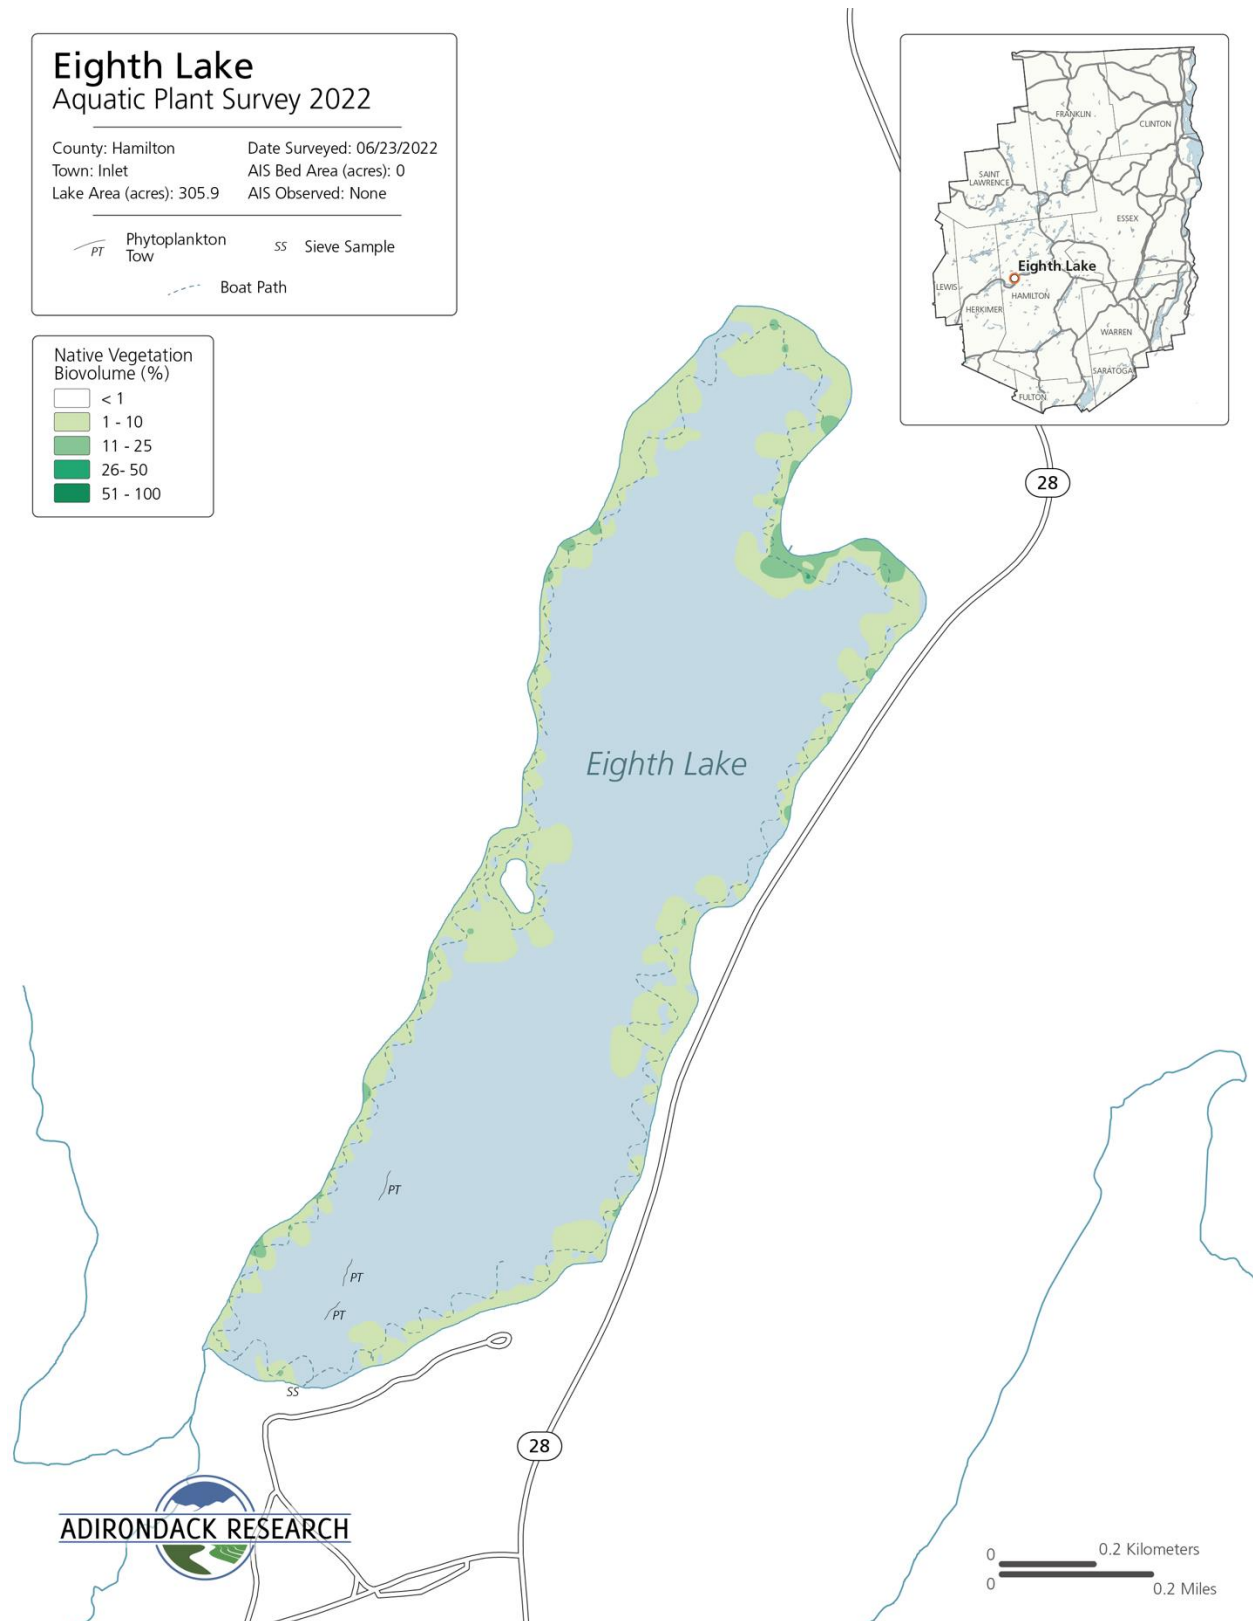 Eighth Lake
Aquatic Plant Survey 2022
County: Hamilton
Date Surveyed: 06/23/2022
Town: Inlet
AIS Bed Area (acres): 0
Lake Area (acres): 305.9
AIS Observed: None
PT
Phytoplankton
Tow
SS
Sieve Sample
Boat Path
Native Vegetation
Biovolume (%)
< 1
1 - 10
11 - 25
26- 50
51 - 100
FRANKLIN
CLINTON
SAINT
LAWRENCE
ESSEX
Eighth Lake
LEWIS
HAMILTON
HERKIMER
WARREN
SARATOGA
FULTON
28
Eighth Lake
PT
PT
PT
SS
28
ADIRONDACK RESEARCH
0
0.2 Kilometers
0
0.2 Miles